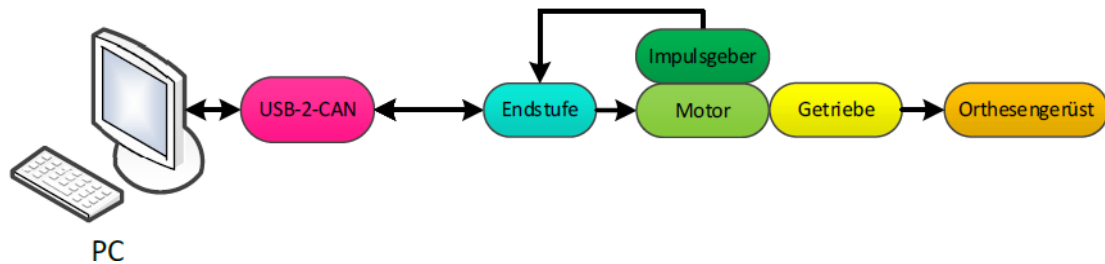 Impulsgeber
USB-2-CAN
Endstufe
Motor
Getriebe
Orthesengerüst
PC